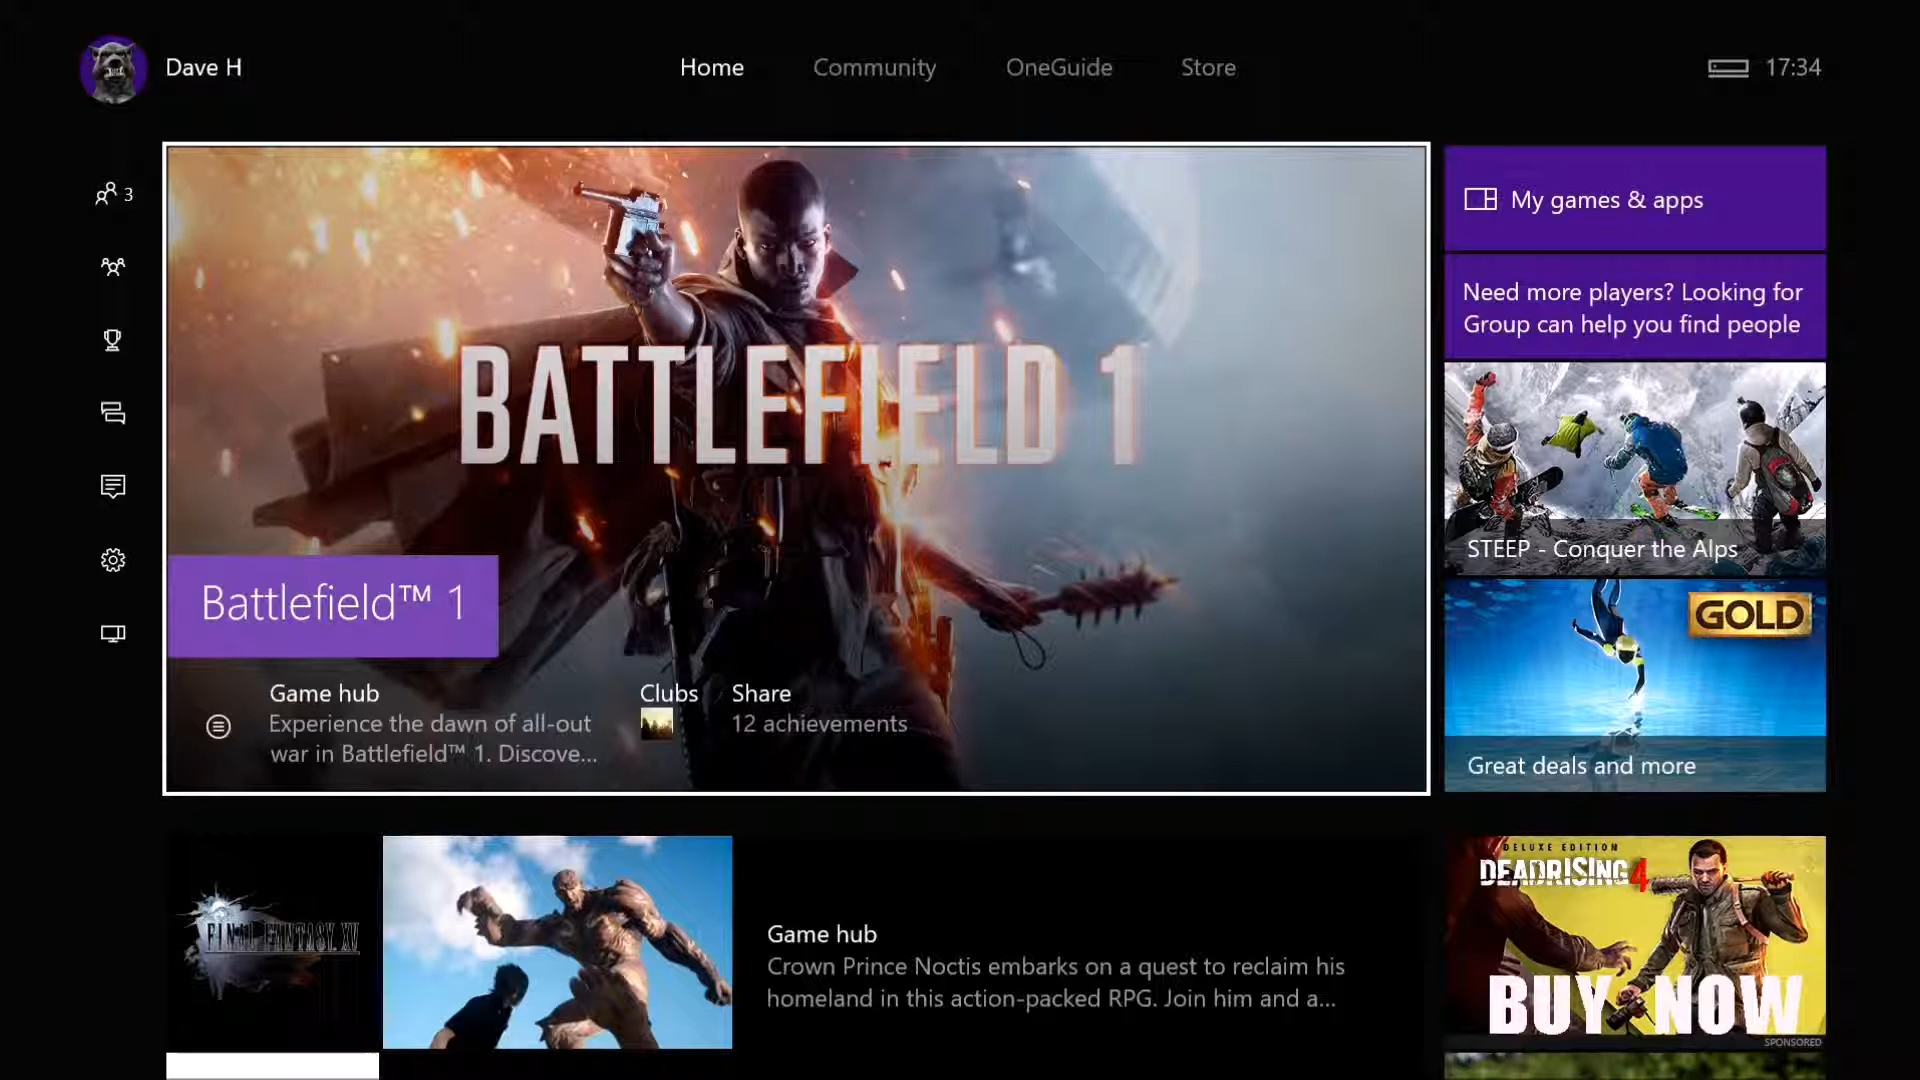 Dave H
Home
Community
OneGuide
Store
17:34
3
BATTLEFIELD 1
Battlefield™ 1
Game hub
Experience the dawn of all-out
war in Battlefield™ 1. Discove...
Clubs
Share
12 achievements
My games & apps
Need more players? Looking for
Group can help you find people
STEEP - Conquer the Alps
GOLD
Great deals and more
FINAL FANTASY XV
Game hub
Crown Prince Noctis embarks on a quest to reclaim his
homeland in this action-packed RPG. Join him and a...
DELUXE EDITION
DEADRISING 4
BUY NOW
SPONSORED